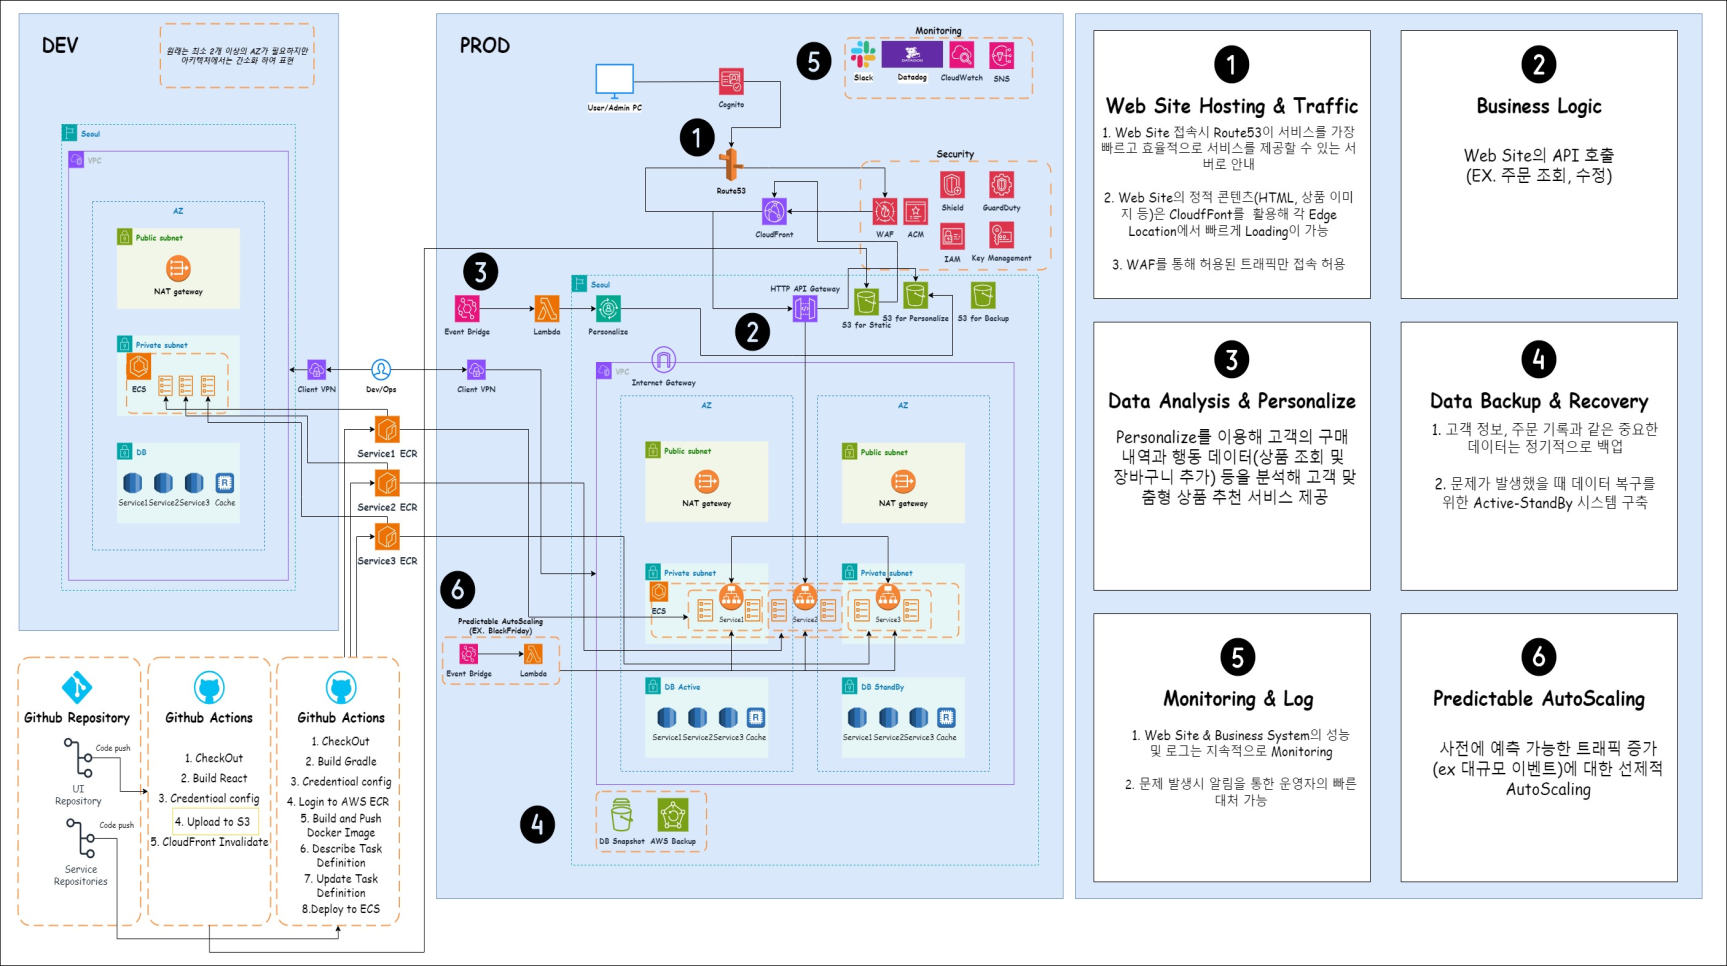 DEV
원래는 최소 2개 이상의 AZ가 필요하지만
아키텍처에서는 간소화 하여 표현
Seoul
VPC
AZ
Public subnet
NAT gateway
Private subnet
ECS
DB
Service1 Service2 Service3 Cache
Client VPN
Dev/Ops
Client VPN
Service1 ECR
Service2 ECR
Service3 ECR
Github Repository
Code push
UI
Repository
Code push
Service
Repositories
Github Actions
1. CheckOut
2. Build React
3. Credentioal config
4. Upload to S3
5. CloudFront Invalidate
Github Actions
1. CheckOut
2. Build Gradle
3. Credentioal config
4. Login to AWS ECR
5. Build and Push
Docker Image
6. Describe Task
Definition
7. Update Task
Definition
8.Deploy to ECS
PROD
User/Admin PC
Cognito
5
Monitoring
Slack
DATADOG
Datadog
CloudWatch
SNS
1
Route53
CloudFront
Security
WAF
ACM
Shield
GuardDuty
IAM
Key Management
3
Event Bridge
Lambda
Seoul
Personalize
2
HTTP API Gateway
S3 for Static
S3 for Personalize
S3 for Backup
VPC
Internet Gateway
AZ
AZ
Public subnet
NAT gateway
Public subnet
NAT gateway
Private subnet
Private subnet
ECS
Service1
Service2
Service3
6
Predictable AutoScaling
(EX. BlackFriday)
Event Bridge
Lambda
DB Active
Service1 Service2 Service3 Cache
DB StandBy
Service1 Service2 Service3 Cache
4
DB Snapshot
AWS Backup
1
Web Site Hosting & Traffic
1. Web Site 접속시 Route53이 서비스를 가장
빠르고 효율적으로 서비스를 제공할 수 있는 서
버로 안내
2. Web Site의 정적 콘텐츠(HTML, 상품 이미
지 등)은 CloudfFont를 활용해 각 Edge
Location에서 빠르게 Loading이 가능
3. WAF를 통해 허용된 트래픽만 접속 허용
2
Business Logic
Web Site의 API 호출
(EX. 주문 조회, 수정)
3
Data Analysis & Personalize
Personalize를 이용해 고객의 구매
내역과 행동 데이터(상품 조회 및
장바구니 추가) 등을 분석해 고객 맞
춤형 상품 추천 서비스 제공
4
Data Backup & Recovery
1. 고객 정보, 주문 기록과 같은 중요한
데이터는 정기적으로 백업
2. 문제가 발생했을 때 데이터 복구를
위한 Active-StandBy 시스템 구축
5
Monitoring & Log
1. Web Site & Business System의 성능
및 로그는 지속적으로 Monitoring
2. 문제 발생시 알림을 통한 운영자의 빠른
대처 가능
6
Predictable AutoScaling
사전에 예측 가능한 트래픽 증가
(ex 대규모 이벤트)에 대한 선제적
AutoScaling